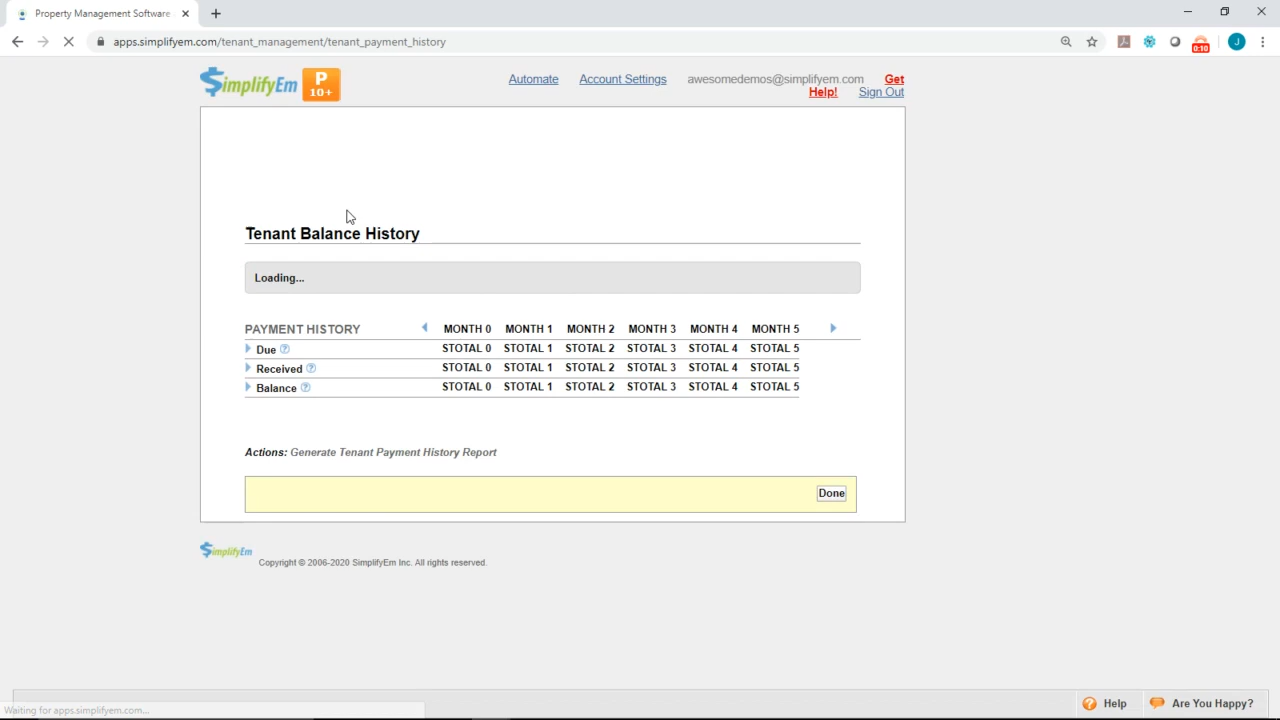 Property Management Software
apps.simplifyem.com/tenant_management/tenant_payment_history
0:10
J
$implifyEm P 10+
Automate Account Settings awesomedemos@simplifyem.com Get
Help! Sign Out
Tenant Balance History
Loading...
PAYMENT HISTORY MONTH 0 MONTH 1 MONTH 2 MONTH 3 MONTH 4 MONTH 5
Due ? STOTAL 0 STOTAL 1 STOTAL 2 STOTAL 3 STOTAL 4 STOTAL 5
Received ? STOTAL 0 STOTAL 1 STOTAL 2 STOTAL 3 STOTAL 4 STOTAL 5
Balance ? STOTAL 0 STOTAL 1 STOTAL 2 STOTAL 3 STOTAL 4 STOTAL 5
Actions: Generate Tenant Payment History Report
Done
$implifyEm
Copyright © 2006-2020 SimplifyEm Inc. All rights reserved.
? Help Are You Happy?
Waiting for apps.simplifyem.com...